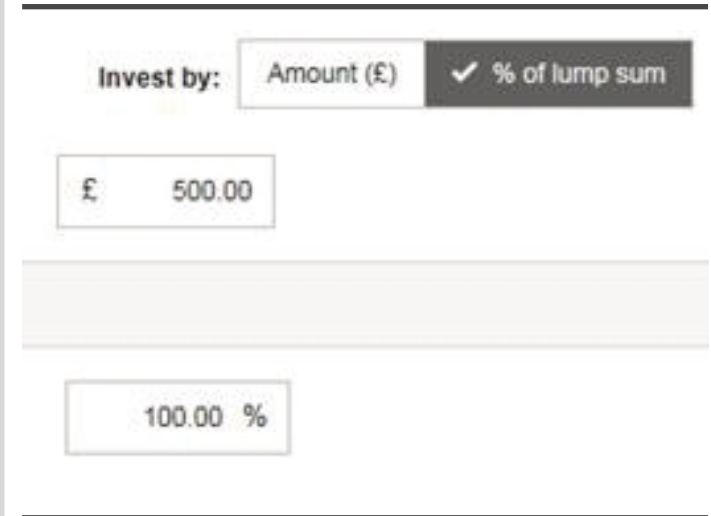 Invest by: Amount (£) ✓ % of lump sum
£ 500.00
100.00 %